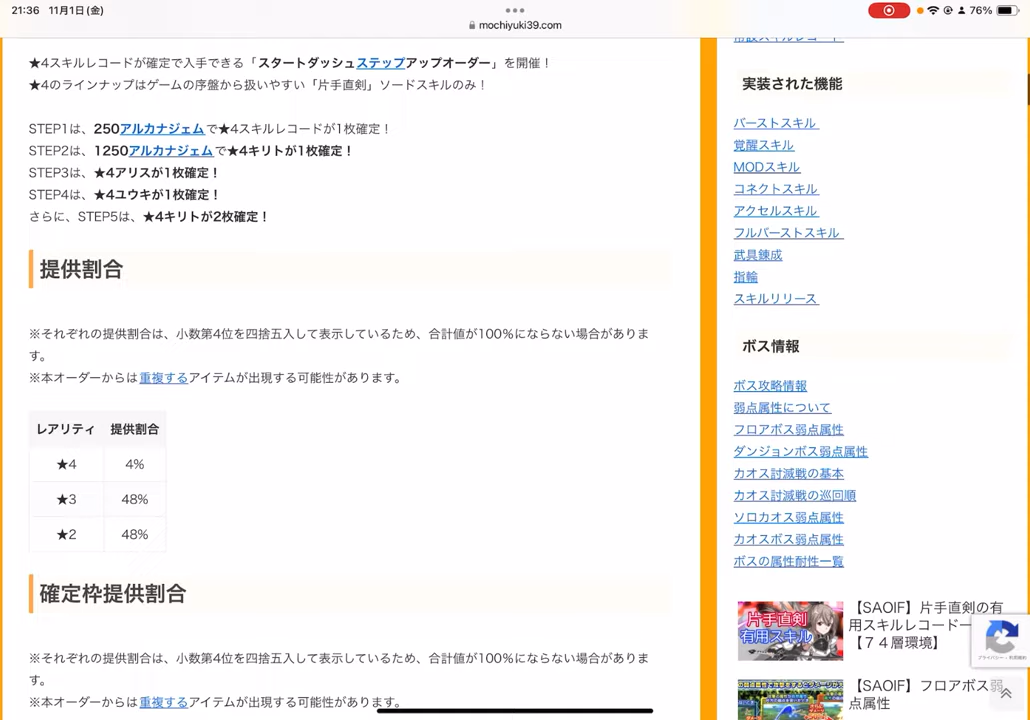 21:36 11月1日(金)
76%
mochiyuki39.com
★4スキルレコードが確定で入手できる「スタートダッシュステップアップオーダー」を開催！
★4のラインナップはゲームの序盤から扱いやすい「片手直剣」ソードスキルのみ！
STEP1は、250アルカナジェムで★4スキルレコードが1枚確定！
STEP2は、1250アルカナジェムで★4キリトが1枚確定！
STEP3は、★4アリスが1枚確定！
STEP4は、★4ユウキが1枚確定！
さらに、STEP5は、★4キリトが2枚確定！
提供割合
※それぞれの提供割合は、小数第4位を四捨五入して表示しているため、合計値が100%にならない場合がありま
す。
※本オーダーからは重複するアイテムが出現する可能性があります。
レアリティ 提供割合
★4 4%
★3 48%
★2 48%
確定枠提供割合
※それぞれの提供割合は、小数第4位を四捨五入して表示しているため、合計値が100%にならない場合がありま
す。
※本オーダーからは重複するアイテムが出現する可能性があります。
実装された機能
バーストスキル
覚醒スキル
MODスキル
コネクトスキル
アクセルスキル
フルバーストスキル
武具錬成
指輪
スキルリリース
ボス情報
ボス攻略情報
弱点属性について
フロアボス弱点属性
ダンジョンボス弱点属性
カオス討滅戦の基本
カオス討滅戦の巡回順
ソロカオス弱点属性
カオスボス弱点属性
ボスの属性耐性一覧
片手直剣
有用スキル
【SAOIF】片手直剣の有
用スキルレコード一
【７４層環境】
【SAOIF】フロアボス弱
点属性
プライバシー - 利用規約